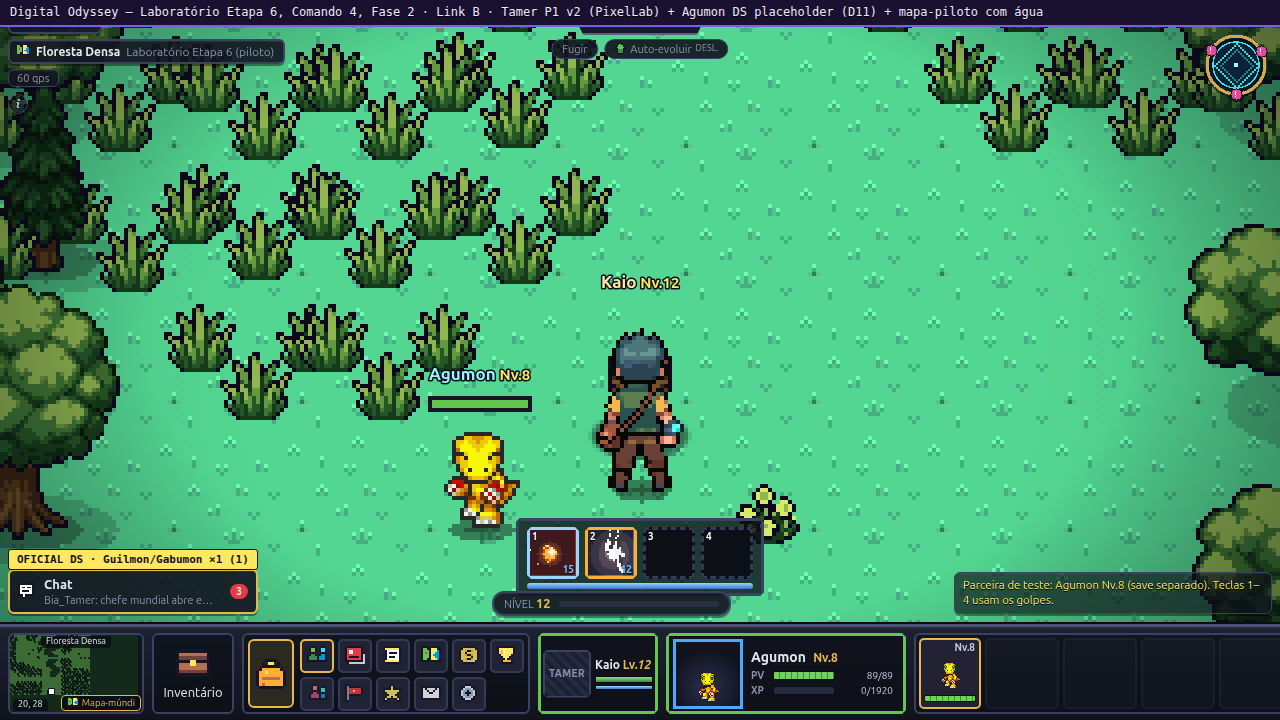 Digital Odyssey — Laboratório Etapa 6, Comando 4, Fase 2 · Link B · Tamer P1 v2 (PixelLab) + Agumon DS placeholder (D11) + mapa-piloto com água
Floresta Densa Laboratório Etapa 6 (piloto)
Fugir
Auto-evoluir DESL.
60 qps
i
Kaio Nv.12
Agumon Nv.8
1
15
2
12
3
4
NÍVEL 12
OFICIAL DS · Guilmon/Gabumon ×1 (1)
Chat
Bia_Tamer: chefe mundial abre e…
3
Parceira de teste: Agumon Nv.8 (save separado). Teclas 1–
4 usam os golpes.
Floresta Densa
20, 28
Mapa-múndi
Inventário
TAMER
Kaio Lv.12
Agumon Nv.8
PV 89/89
XP 0/1920
Nv.8